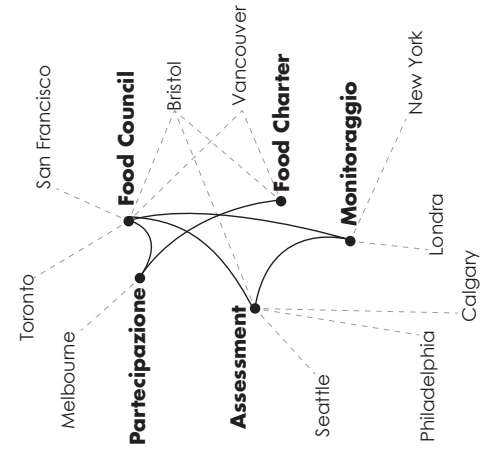 Toronto
San Francisco
Melbourne
Food Council
Partecipazione
Bristol
Assessment
Vancouver
Food Charter
Seattle
Monitoraggio
New York
Philadelphia
Londra
Calgary